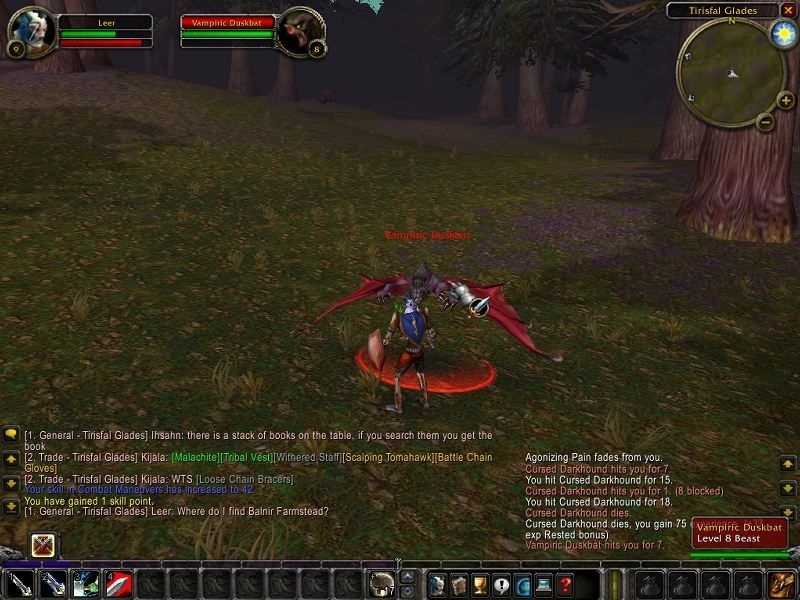 Leer
9
Vampiric Duskbat
8
Tirisfal Glades
N
Vampiric Duskbat
[1. General - Tirisfal Glades] Ihsahn: there is a stack of books on the table, if you search them you get the
book
[2. Trade - Tirisfal Glades] Kijala: [Malachite][Tribal Vest][Withered Staff][Scalping Tomahawk][Battle Chain
Gloves]
[2. Trade - Tirisfal Glades] Kijala: WTS [Loose Chain Bracers]
Your skill in Combat Maneuvers has increased to 42
You have gained 1 skill point.
[1. General - Tirisfal Glades] Leer: Where do I find Balnir Farmstead?
Agonizing Pain fades from you.
Cursed Darkhound hits you for 7.
You hit Cursed Darkhound for 15.
Cursed Darkhound hits you for 1. (8 blocked)
You hit Cursed Darkhound for 18.
Cursed Darkhound dies.
Cursed Darkhound dies, you gain 75
exp Rested bonus)
Vampiric Duskbat hits you for 7.
Vampiric Duskbat
Level 8 Beast
1
2
3
4